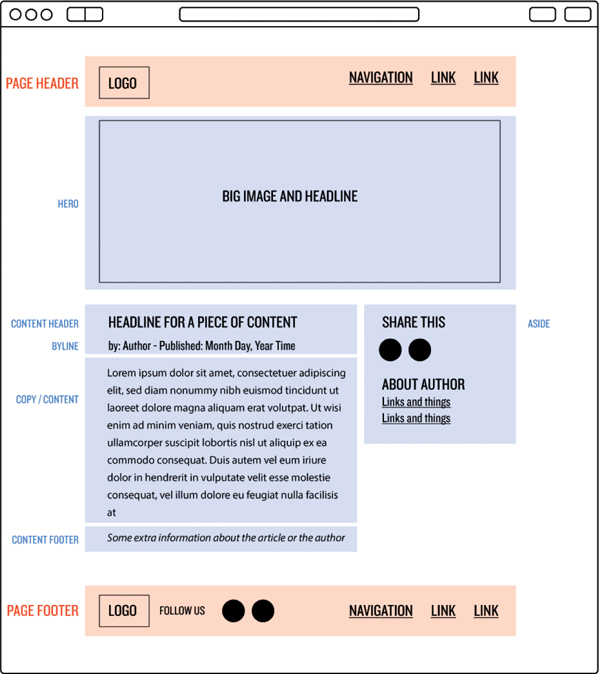 PAGE HEADER
LOGO
NAVIGATION LINK LINK
HERO
BIG IMAGE AND HEADLINE
CONTENT HEADER
HEADLINE FOR A PIECE OF CONTENT
BYLINE
by: Author - Published: Month Day, Year Time
COPY / CONTENT
Lorem ipsum dolor sit amet, consectetuer adipiscing
elit, sed diam nonummy nibh euismod tincidunt ut
laoreet dolore magna aliquam erat volutpat. Ut wisi
enim ad minim veniam, quis nostrud exerci tation
ullamcorper suscipit lobortis nisl ut aliquip ex ea
commodo consequat. Duis autem vel eum iriure
dolor in hendrerit in vulputate velit esse molestie
consequat, vel illum dolore eu feugiat nulla facilisis
at
CONTENT FOOTER
Some extra information about the article or the author
SHARE THIS
ABOUT AUTHOR
Links and things
Links and things
ASIDE
PAGE FOOTER
LOGO
FOLLOW US
NAVIGATION LINK LINK